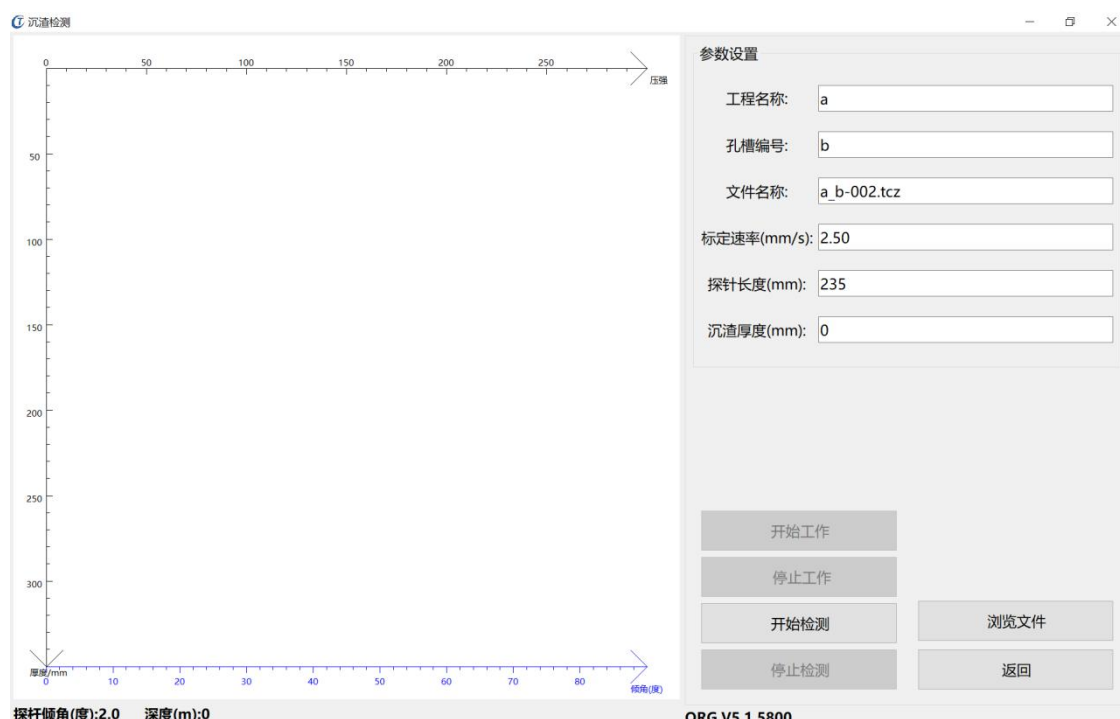 沉渣检测
0 50 100 150 200 250
压强
50
100
150
200
250
300
厚度/mm
0 10 20 30 40 50 60 70 80
倾角(度)
探杆倾角(度):2.0 深度(m):0
参数设置
工程名称: a
孔槽编号: b
文件名称: a_b-002.tcz
标定速率(mm/s): 2.50
探针长度(mm): 235
沉渣厚度(mm): 0
开始工作
停止工作
开始检测 浏览文件
停止检测 返回
ORG V5.1.5800